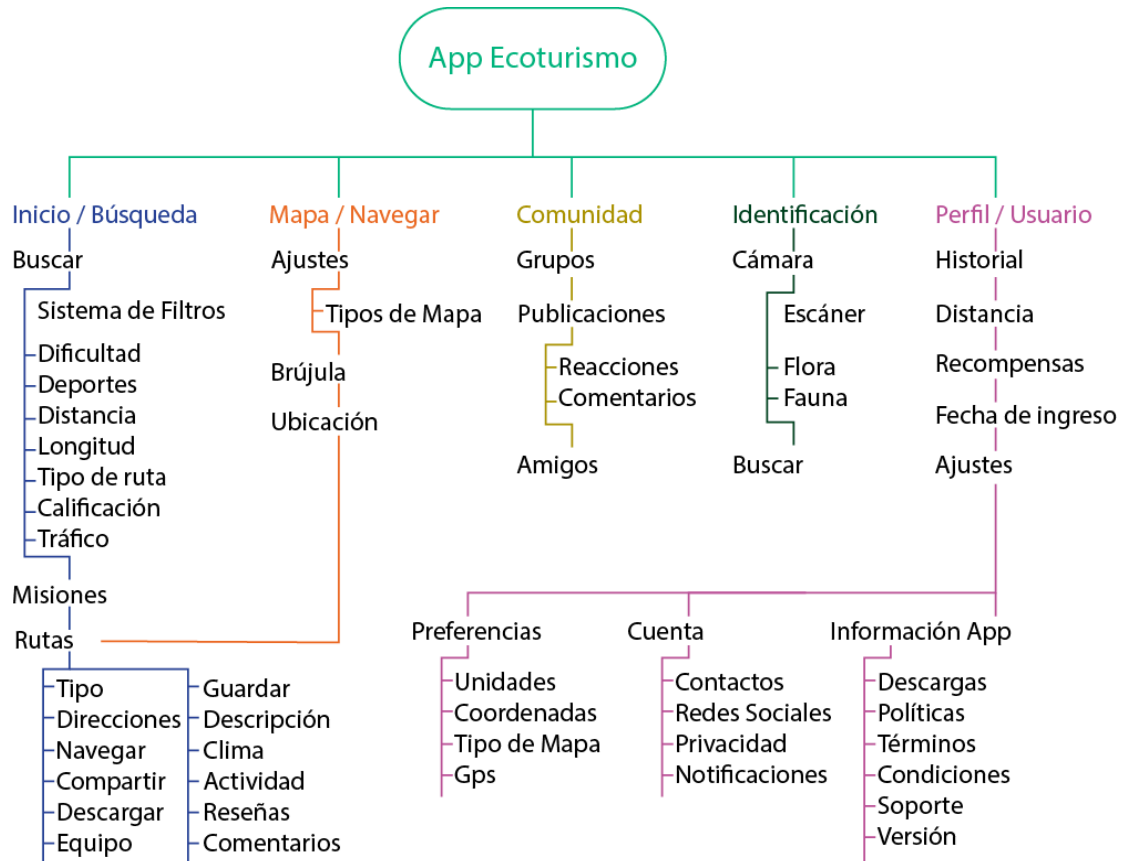 App Ecoturismo
Inicio / Búsqueda
Buscar
Sistema de Filtros
Dificultad
Deportes
Distancia
Longitud
Tipo de ruta
Calificación
Tráfico
Misiones
Rutas
Tipo
Direcciones
Navegar
Compartir
Descargar
Equipo
Guardar
Descripción
Clima
Actividad
Reseñas
Comentarios
Mapa / Navegar
Ajustes
Tipos de Mapa
Brújula
Ubicación
Comunidad
Grupos
Publicaciones
Reacciones
Comentarios
Amigos
Identificación
Cámara
Escáner
Flora
Fauna
Buscar
Perfil / Usuario
Historial
Distancia
Recompensas
Fecha de ingreso
Ajustes
Preferencias
Unidades
Coordenadas
Tipo de Mapa
Gps
Cuenta
Contactos
Redes Sociales
Privacidad
Notificaciones
Información App
Descargas
Políticas
Términos
Condiciones
Soporte
Versión